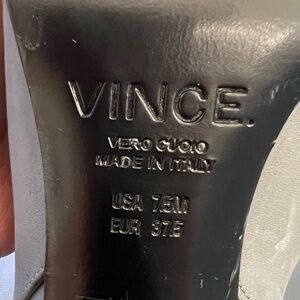 VINCE.
VERO CUOIO
MADE IN ITALY
USA 7.5M
EUR 37.5